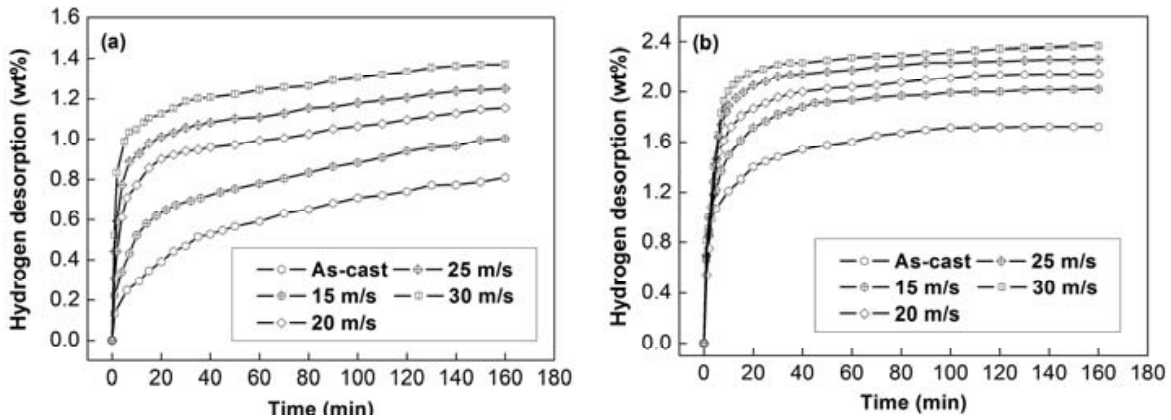 (a)
Hydrogen desorption (wt%)
1.6
1.4
1.2
1.0
0.8
0.6
0.4
0.2
0.0
As-cast 25 m/s
15 m/s 30 m/s
20 m/s
0 20 40 60 80 100 120 140 160 180
Time (min)
(b)
Hydrogen desorption (wt%)
2.4
2.0
1.6
1.2
0.8
0.4
0.0
As-cast 25 m/s
15 m/s 30 m/s
20 m/s
0 20 40 60 80 100 120 140 160 180
Time (min)